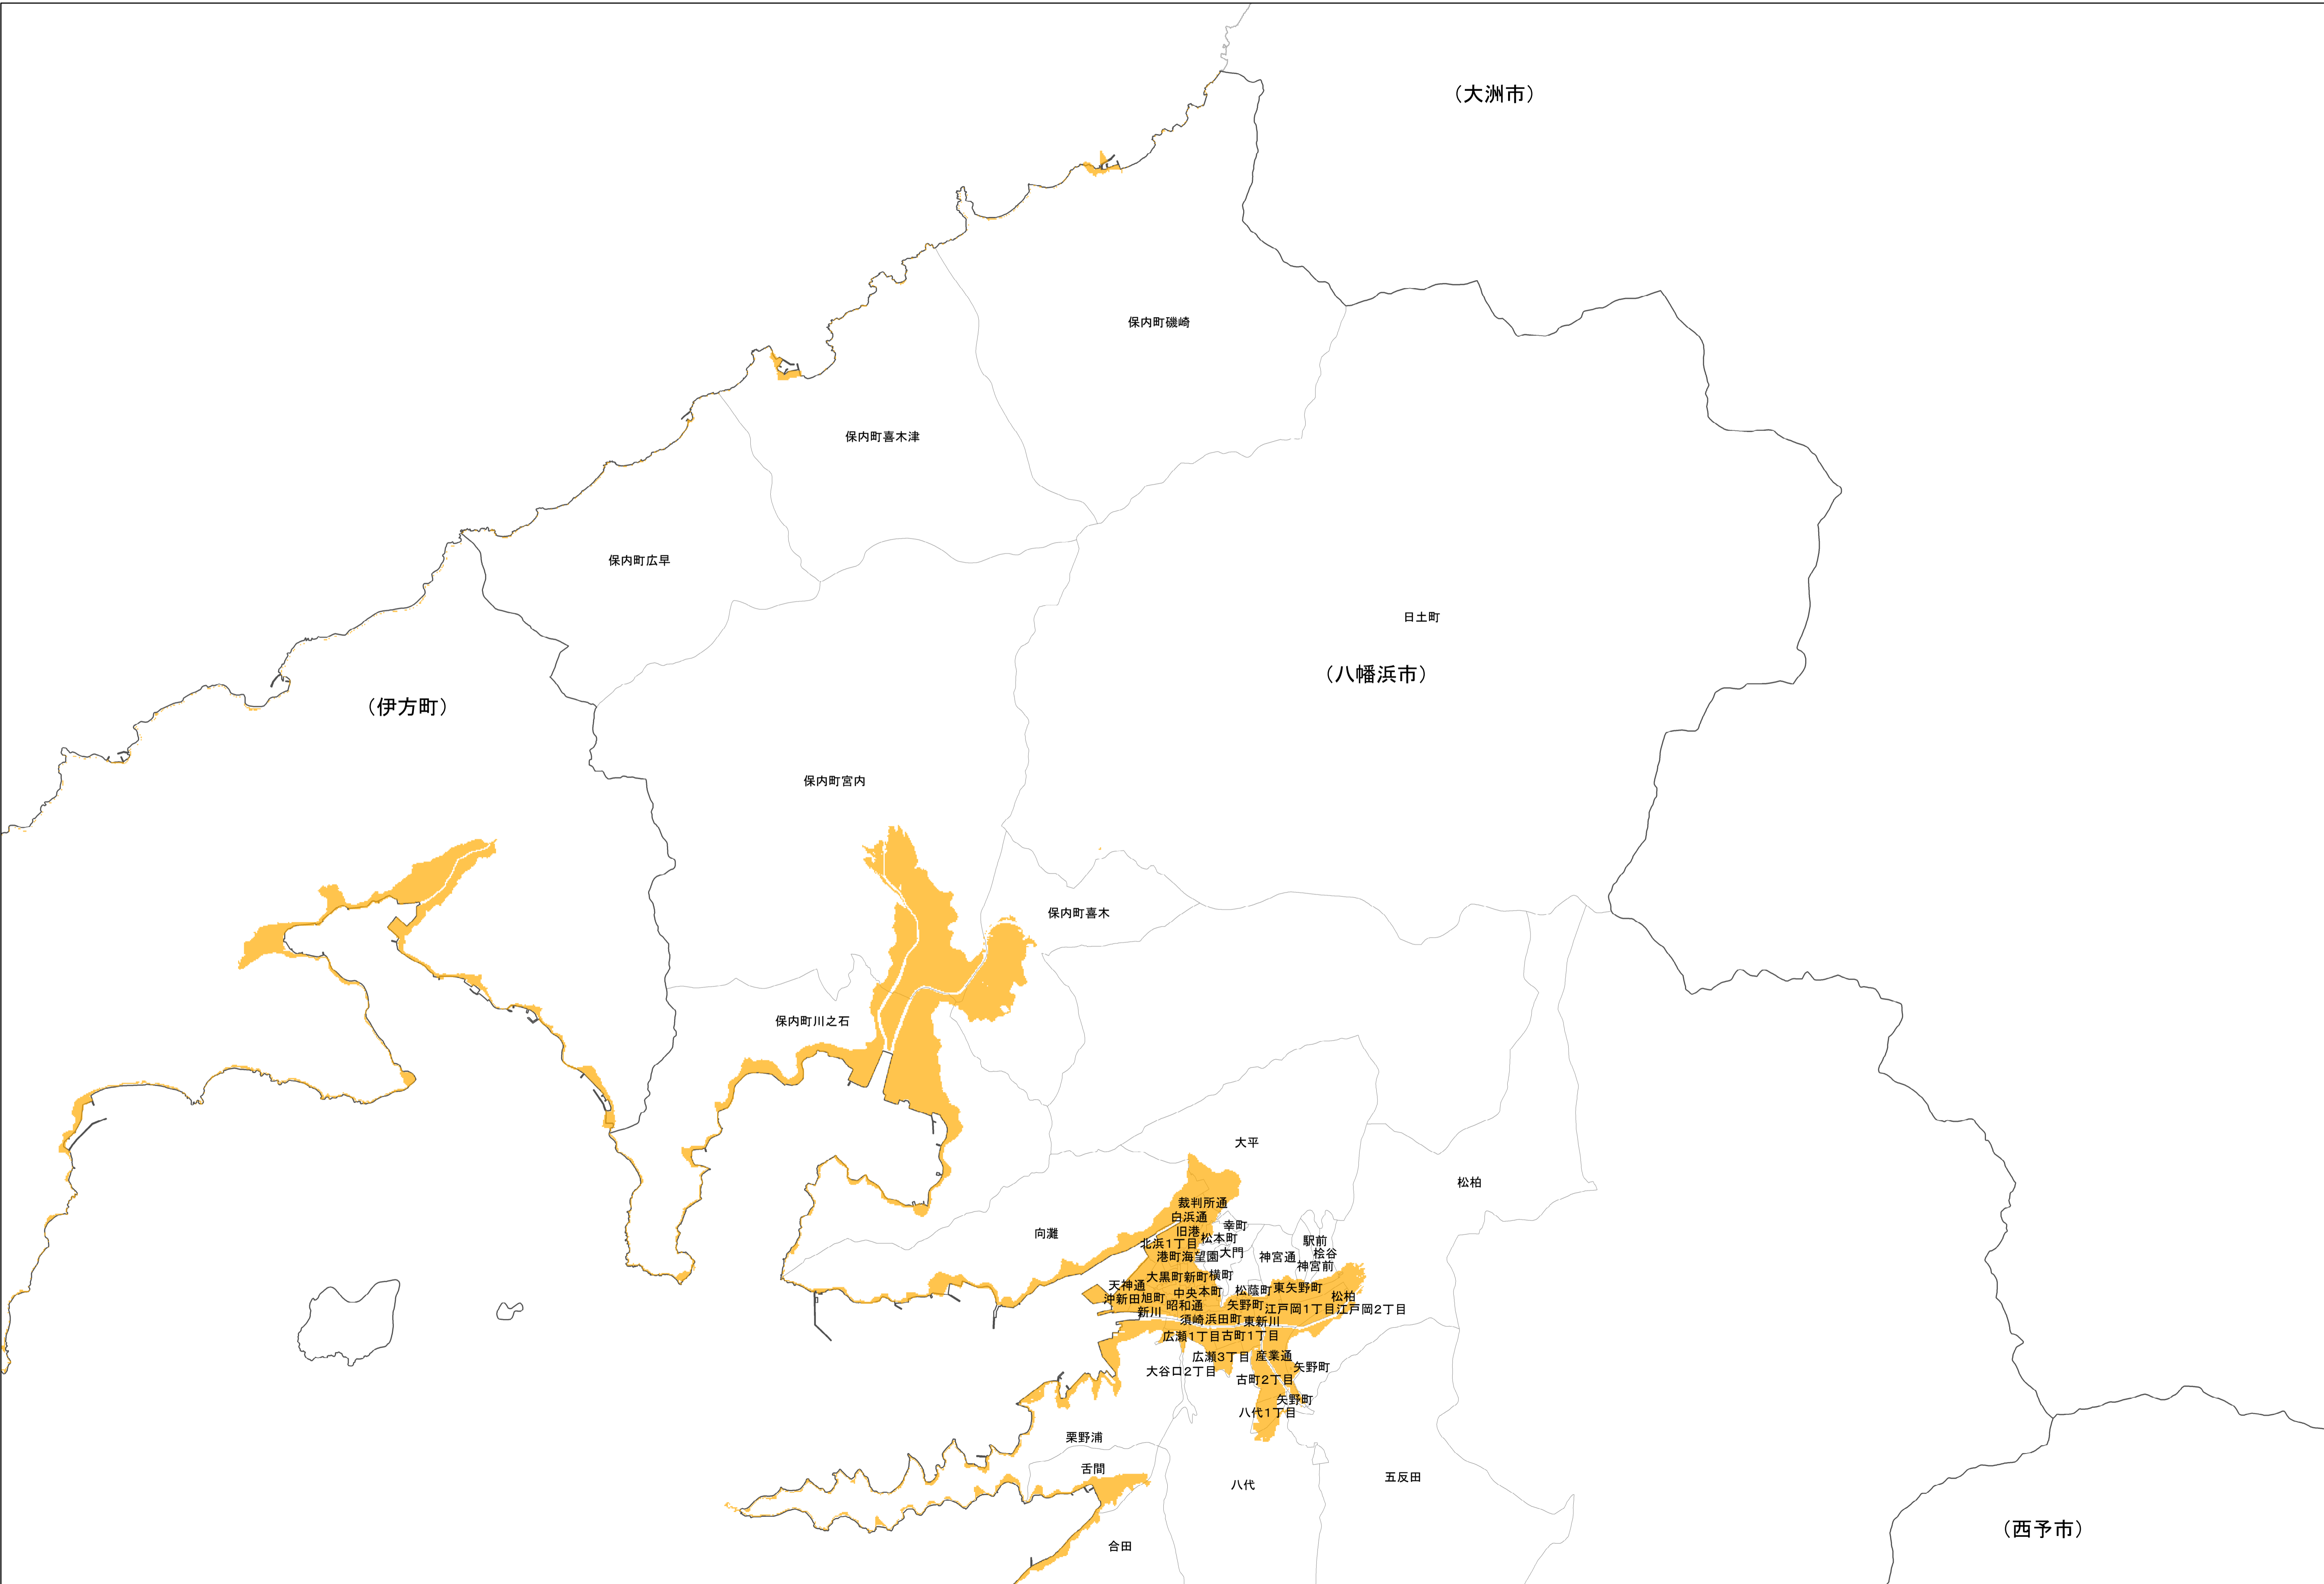 （大洲市）
保内町磯崎
保内町喜木津
保内町広早
日土町
（八幡浜市）
（伊方町）
保内町宮内
保内町喜木
保内町川之石
大平
松柏
裁判所通
白浜通
幸町
旧港
向灘
松本町
駅前
北浜1丁目
大門
桧谷
港町
海望園
神宮通
神宮前
大黒町
新町
横町
天神通
東矢野町
松蔭町
中央
本町
松柏
沖新田
旭町
昭和通
矢野町
江戸岡1丁目
江戸岡2丁目
新川
須崎
浜田町
東新川
広瀬1丁目
古町1丁目
広瀬3丁目
産業通
矢野町
大谷口2丁目
古町2丁目
矢野町
八代1丁目
栗野浦
舌間
五反田
八代
（西予市）
合田